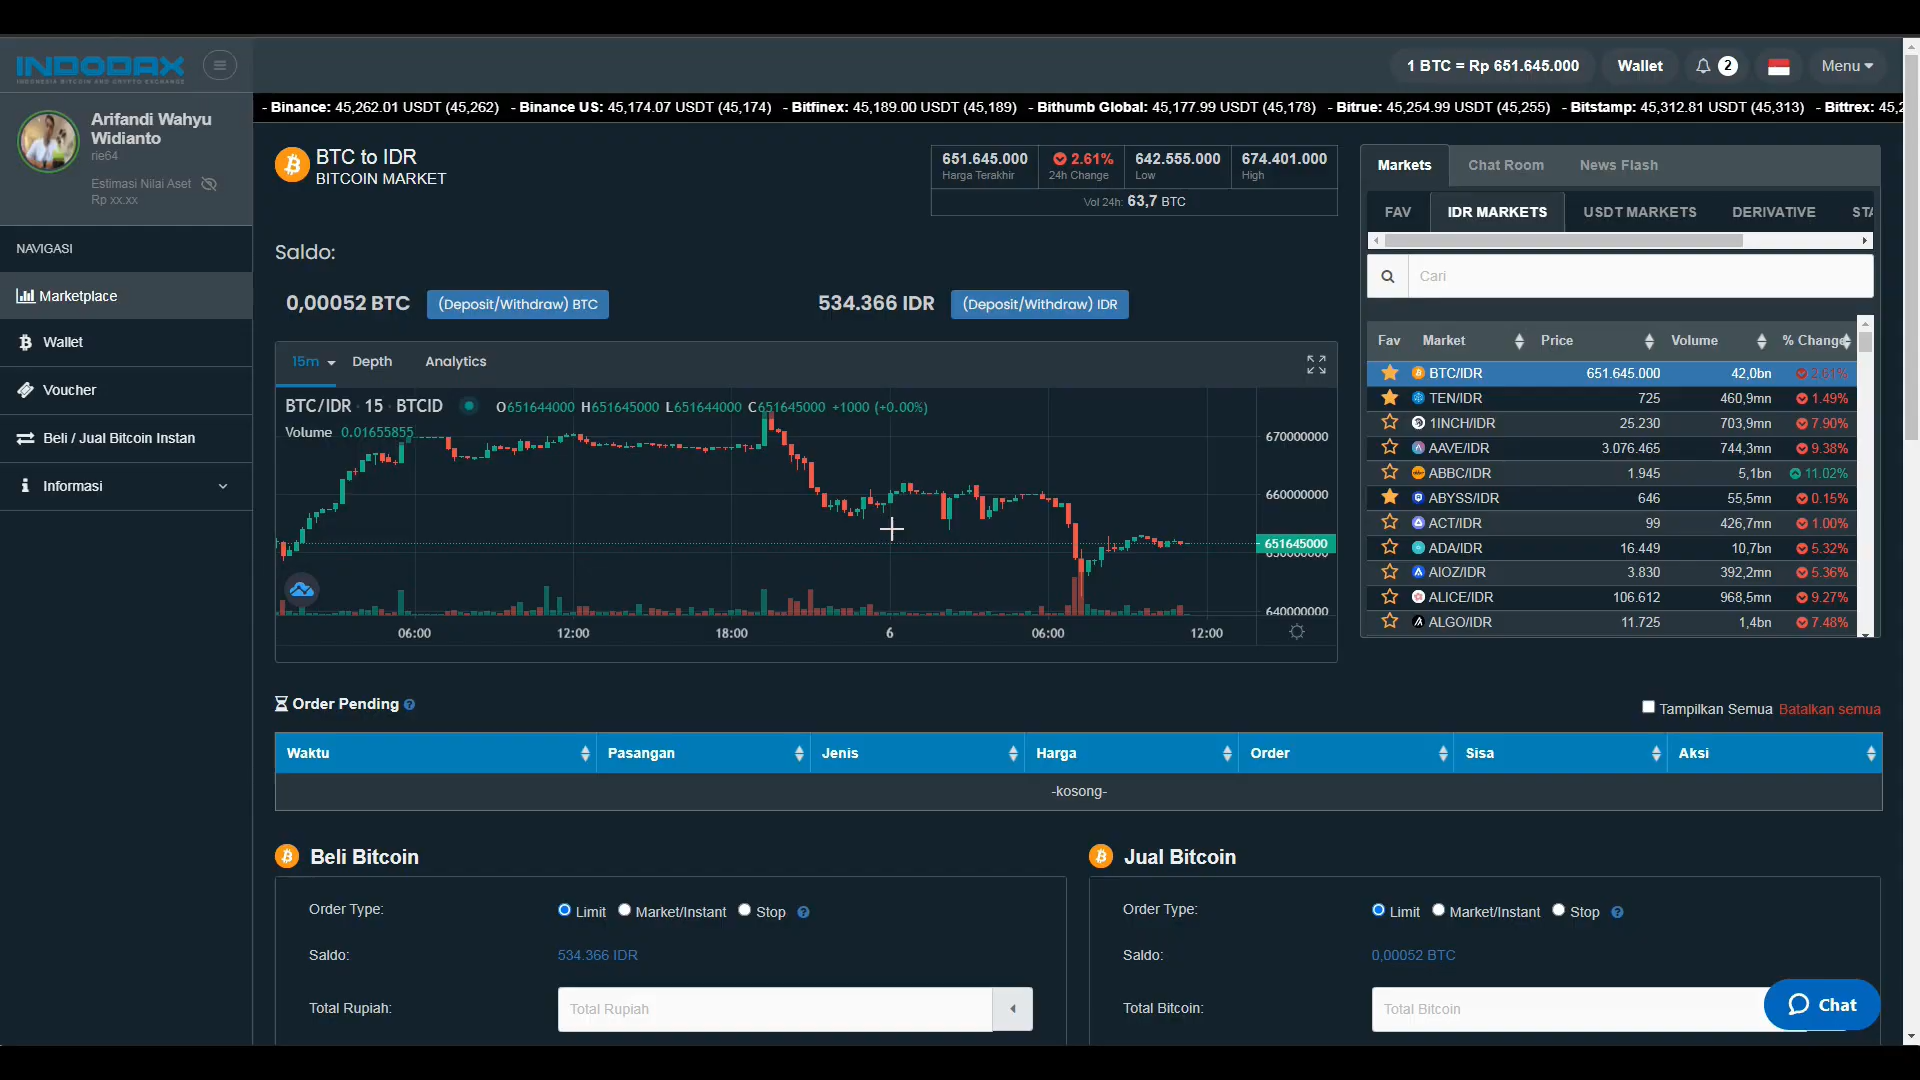 INDODAX
INDONESIA BITCOIN AND CRYPTO EXCHANGE
1 BTC = Rp 651.645.000
Wallet
2
Menu
- Binance: 45,262.01 USDT (45,262) - Binance US: 45,174.07 USDT (45,174) - Bitfinex: 45,189.00 USDT (45,189) - Bithumb Global: 45,177.99 USDT (45,178) - Bitrue: 45,254.99 USDT (45,255) - Bitstamp: 45,312.81 USDT (45,313) - Bittrex: 45,2
Arifandi Wahyu
Widianto
rie64
Estimasi Nilai Aset
Rp xx.xx
NAVIGASI
Marketplace
Wallet
Voucher
Beli / Jual Bitcoin Instan
Informasi
BTC to IDR
BITCOIN MARKET
651.645.000
Harga Terakhir
2.61%
24h Change
642.555.000
Low
674.401.000
High
Vol 24h: 63,7 BTC
Saldo:
0,00052 BTC
(Deposit/Withdraw) BTC
534.366 IDR
(Deposit/Withdraw) IDR
15m
Depth
Analytics
BTC/IDR · 15 · BTCID
O651644000 H651645000 L651644000 C651645000 +1000 (+0.00%)
Volume 0.01655855
670000000
660000000
651645000
650000000
640000000
06:00
12:00
18:00
6
06:00
12:00
Markets
Chat Room
News Flash
FAV
IDR MARKETS
USDT MARKETS
DERIVATIVE
STA
Cari
Fav Market Price Volume % Change
BTC/IDR 651.645.000 42,0bn 2.61%
TEN/IDR 725 460,9mn 1.49%
1INCH/IDR 25.230 703,9mn 7.90%
AAVE/IDR 3.076.465 744,3mn 9.38%
ABBC/IDR 1.945 5,1bn 11.02%
ABYSS/IDR 646 55,5mn 0.15%
ACT/IDR 99 426,7mn 1.00%
ADA/IDR 16.449 10,7bn 5.32%
AIOZ/IDR 3.830 392,2mn 5.36%
ALICE/IDR 106.612 968,5mn 9.27%
ALGO/IDR 11.725 1,4bn 7.48%
Order Pending
Tampilkan Semua
Batalkan semua
Waktu Pasangan Jenis Harga Order Sisa Aksi
-kosong-
Beli Bitcoin
Order Type:
Limit
Market/Instant
Stop
Saldo:
534.366 IDR
Total Rupiah:
Total Rupiah
Jual Bitcoin
Order Type:
Limit
Market/Instant
Stop
Saldo:
0,00052 BTC
Total Bitcoin:
Total Bitcoin
Chat